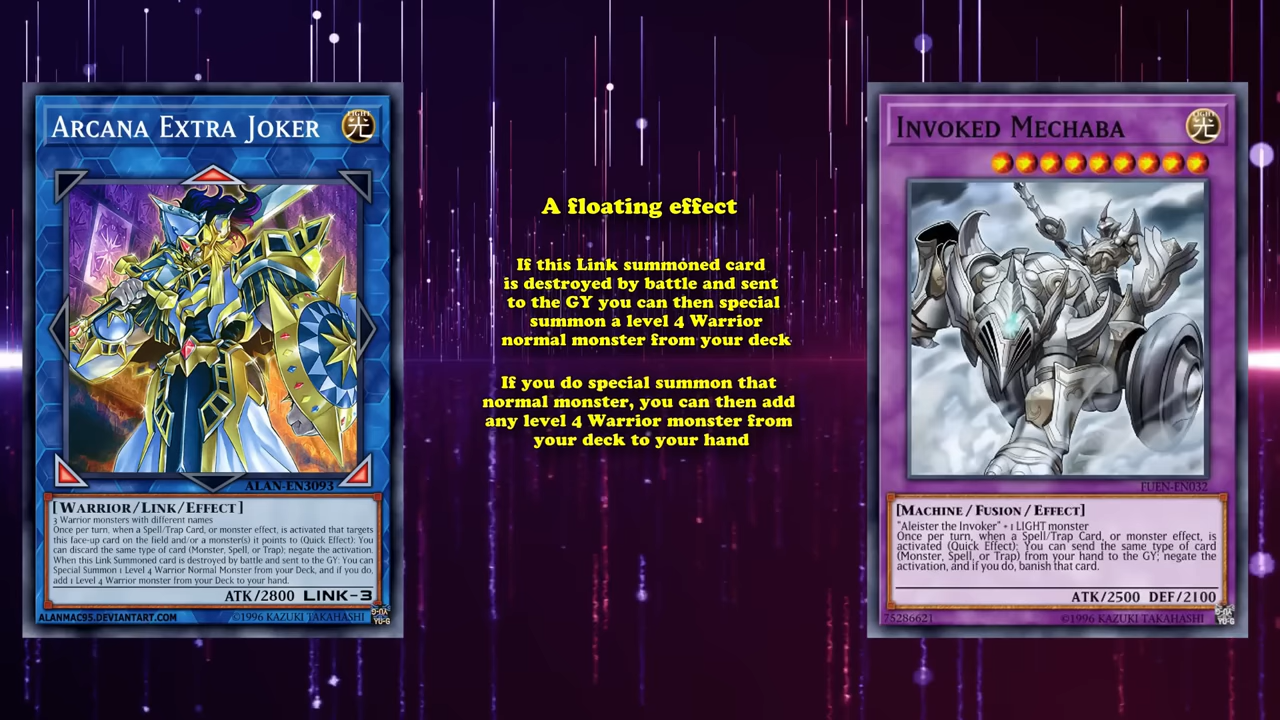 ARCANA EXTRA JOKER
LIGHT
光
ALAN-EN3093
[WARRIOR/LINK/EFFECT]
3 Warrior monsters with different names
Once per turn, when a Spell/Trap Card, or monster effect, is activated that targets
this face-up card on the field and/or a monster(s) it points to (Quick Effect): You
can discard the same type of card (Monster, Spell, or Trap); negate the activation.
When this Link Summoned card is destroyed by battle and sent to the GY: You can
Special Summon 1 Level 4 Warrior Normal Monster from your Deck, and if you do,
add 1 Level 4 Warrior monster from your Deck to your hand.
ATK/2800 LINK-3
ALANMAC95.DEVIANTART.COM
©1996 KAZUKI TAKAHASHI
A floating effect
If this Link summoned card
is destroyed by battle and sent
to the GY you can then special
summon a level 4 Warrior
normal monster from your deck
If you do special summon that
normal monster, you can then add
any level 4 Warrior monster from
your deck to your hand
INVOKED MECHABA
LIGHT
光
FUEN-EN032
[MACHINE / FUSION / EFFECT]
"Aleister the Invoker" + 1 LIGHT monster
Once per turn, when a Spell/Trap Card, or monster effect, is
activated (Quick Effect): You can send the same type of card
(Monster, Spell, or Trap) from your hand to the GY; negate the
activation, and if you do, banish that card.
ATK/2500 DEF/2100
75286621
©1996 KAZUKI TAKAHASHI